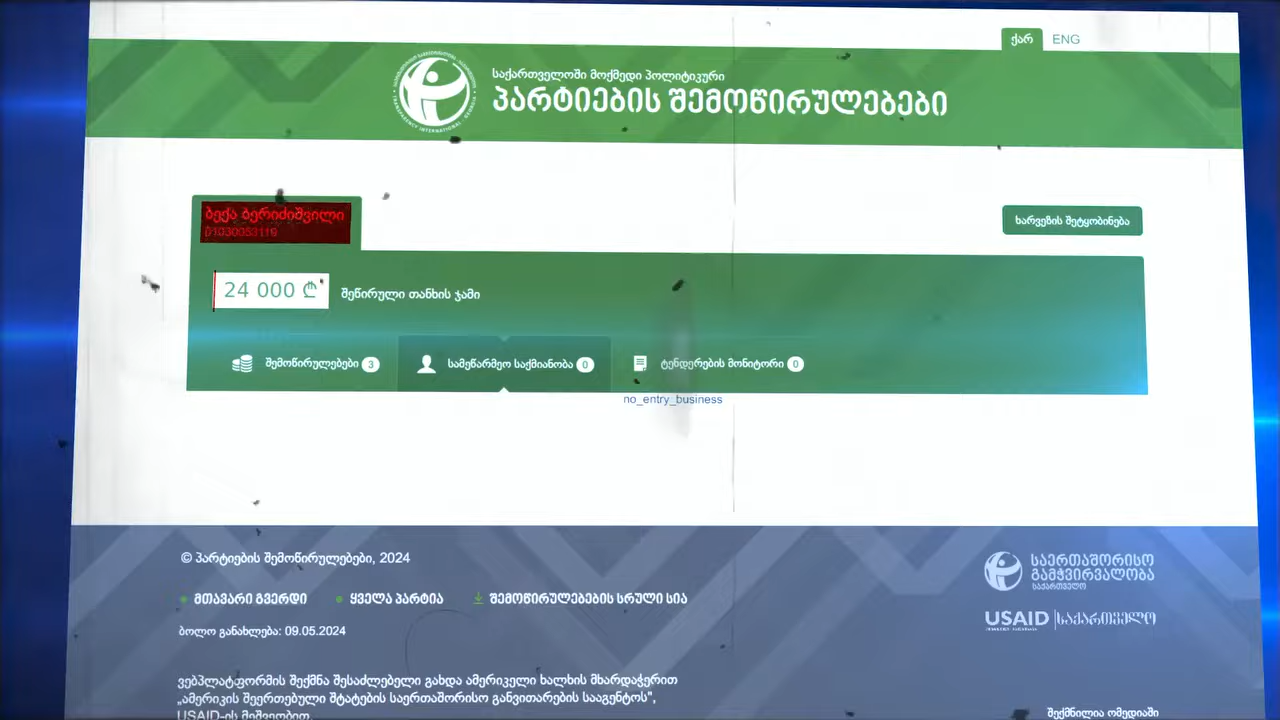 ქარ ENG
საქართველოში მოქმედი პოლიტიკური
პარტიების შემოწირულებები
ბექა ბერიძიშვილი
01030053119
ხარვეზის შეტყობინება
24 000 ₾
შეწირული თანხის ჯამი
შემოწირულებები 3 სამეწარმეო საქმიანობა 0 ტენდერების მონიტორი 0
no_entry_business
© პარტიების შემოწირულებები, 2024
საერთაშორისო
გამჭვირვალობა
საქართველო
მთავარი გვერდი ყველა პარტია შემოწირულებების სრული სია
USAID საქართველო
ბოლო განახლება: 09.05.2024
ვებპლატფორმის შექმნა შესაძლებელი გახდა ამერიკელი ხალხის მხარდაჭერით
„ამერიკის შეერთებული შტატების საერთაშორისო განვითარების სააგენტოს",
USAID-ის მეშვეობით.
შექმნილია ომედიაში